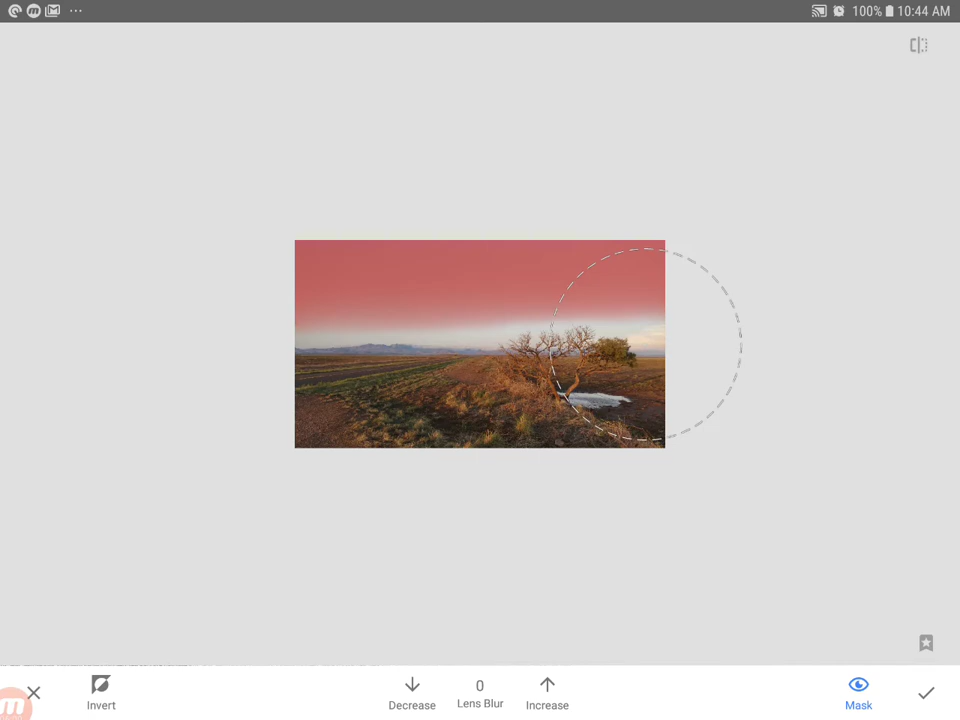 100% 10:44 AM
Invert
Decrease
0
Lens Blur
Increase
Mask